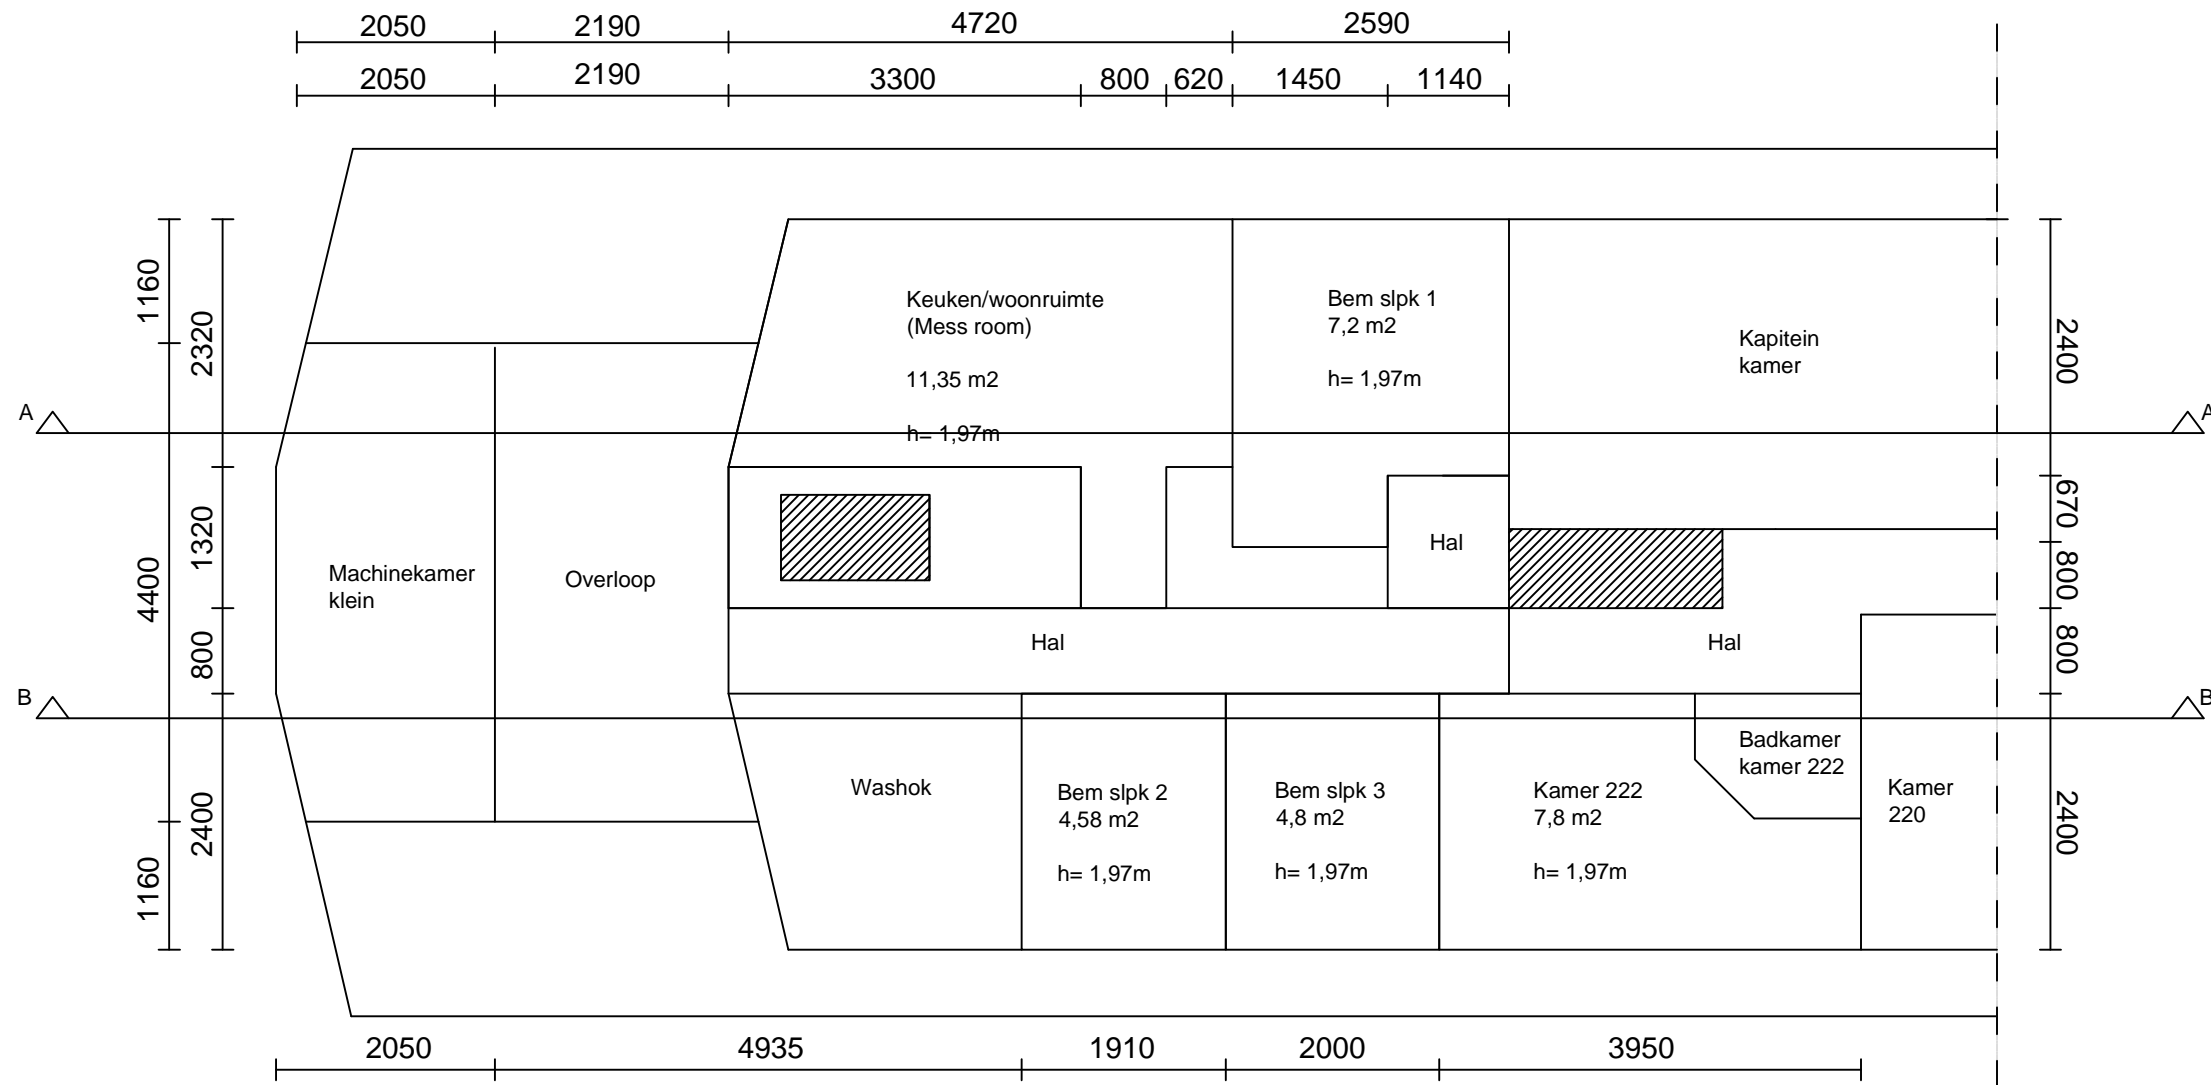 2050
2190
4720
2590
2050
2190
3300
800
620
1450
1140
1160
2320
4400
1320
800
2400
1160
A
A
B
B
Keuken/woonruimte
(Mess room)
11,35 m2
h= 1,97m
Bem slpk 1
7,2 m2
h= 1,97m
Kapitein
kamer
Machinekamer
klein
Overloop
Hal
Hal
Hal
Washok
Bem slpk 2
4,58 m2
h= 1,97m
Bem slpk 3
4,8 m2
h= 1,97m
Kamer 222
7,8 m2
h= 1,97m
Badkamer
kamer 222
Kamer
220
2400
670
800
800
2400
2050
4935
1910
2000
3950